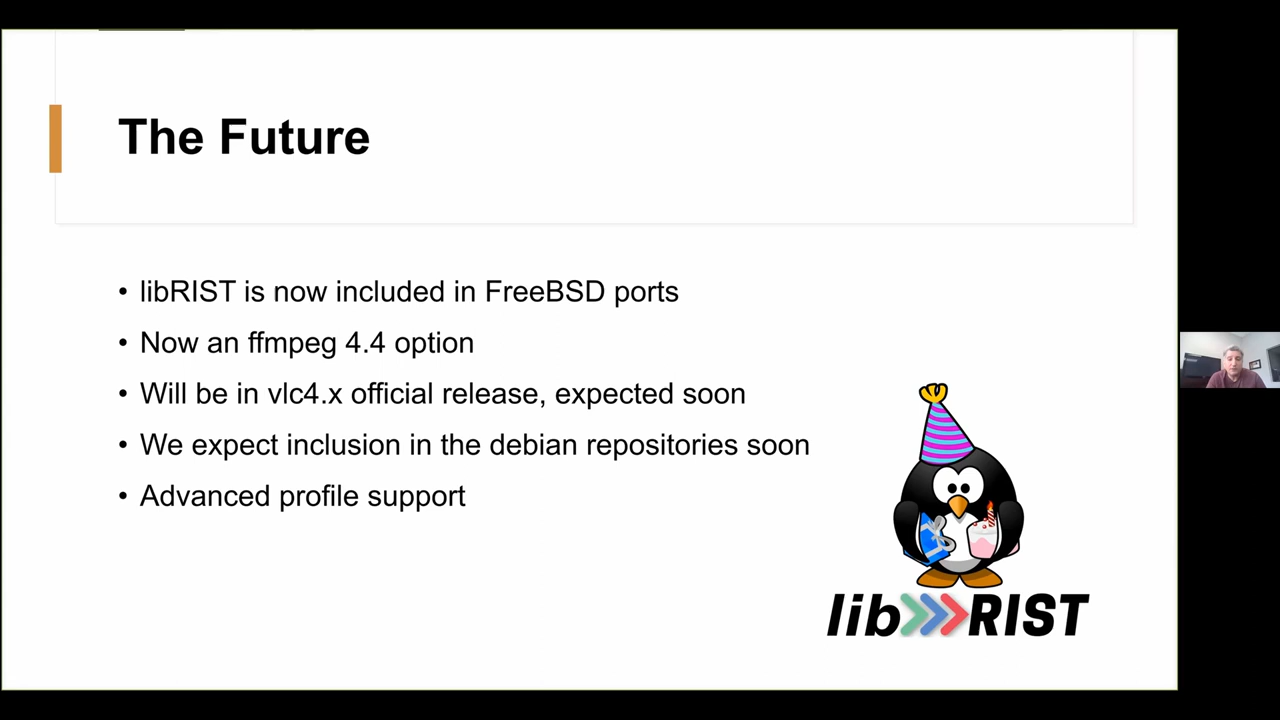 The Future
• libRIST is now included in FreeBSD ports
• Now an ffmpeg 4.4 option
• Will be in vlc4.x official release, expected soon
• We expect inclusion in the debian repositories soon
• Advanced profile support
lib RIST